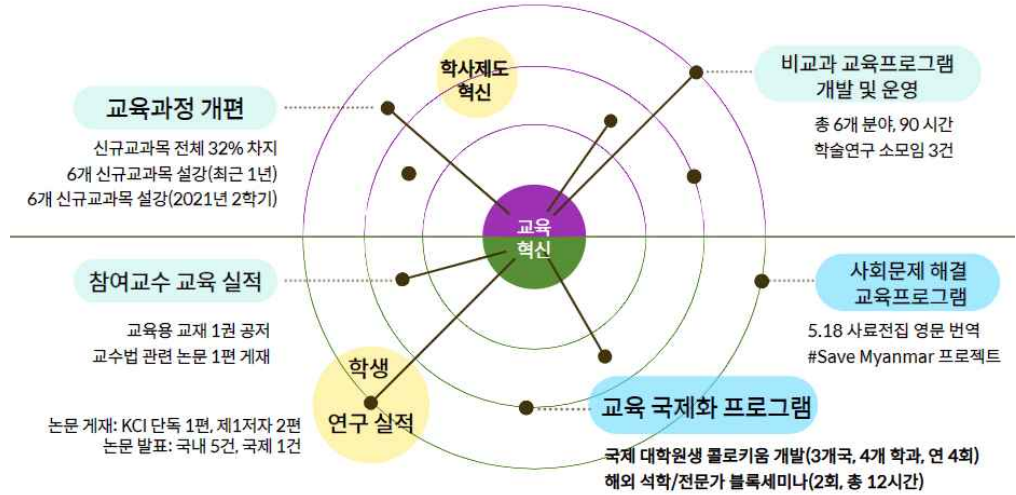 학사제도
혁신
교육과정 개편
신규교과목 전체 32% 차지
6개 신규교과목 설강(최근 1년)
6개 신규교과목 설강(2021년 2학기)
비교과 교육프로그램
개발 및 운영
총 6개 분야, 90 시간
학술연구 소모임 3건
교육
혁신
참여교수 교육 실적
교육용 교재 1권 공저
교수법 관련 논문 1편 게재
사회문제 해결
교육프로그램
5.18 사료전집 영문 번역
#Save Myanmar 프로젝트
학생
연구 실적
논문 게재: KCI 단독 1편, 제1저자 2편
논문 발표: 국내 5건, 국제 1건
교육 국제화 프로그램
국제 대학원생 콜로키움 개발(3개국, 4개 학과, 연 4회)
해외 석학/전문가 블록세미나(2회, 총 12시간)